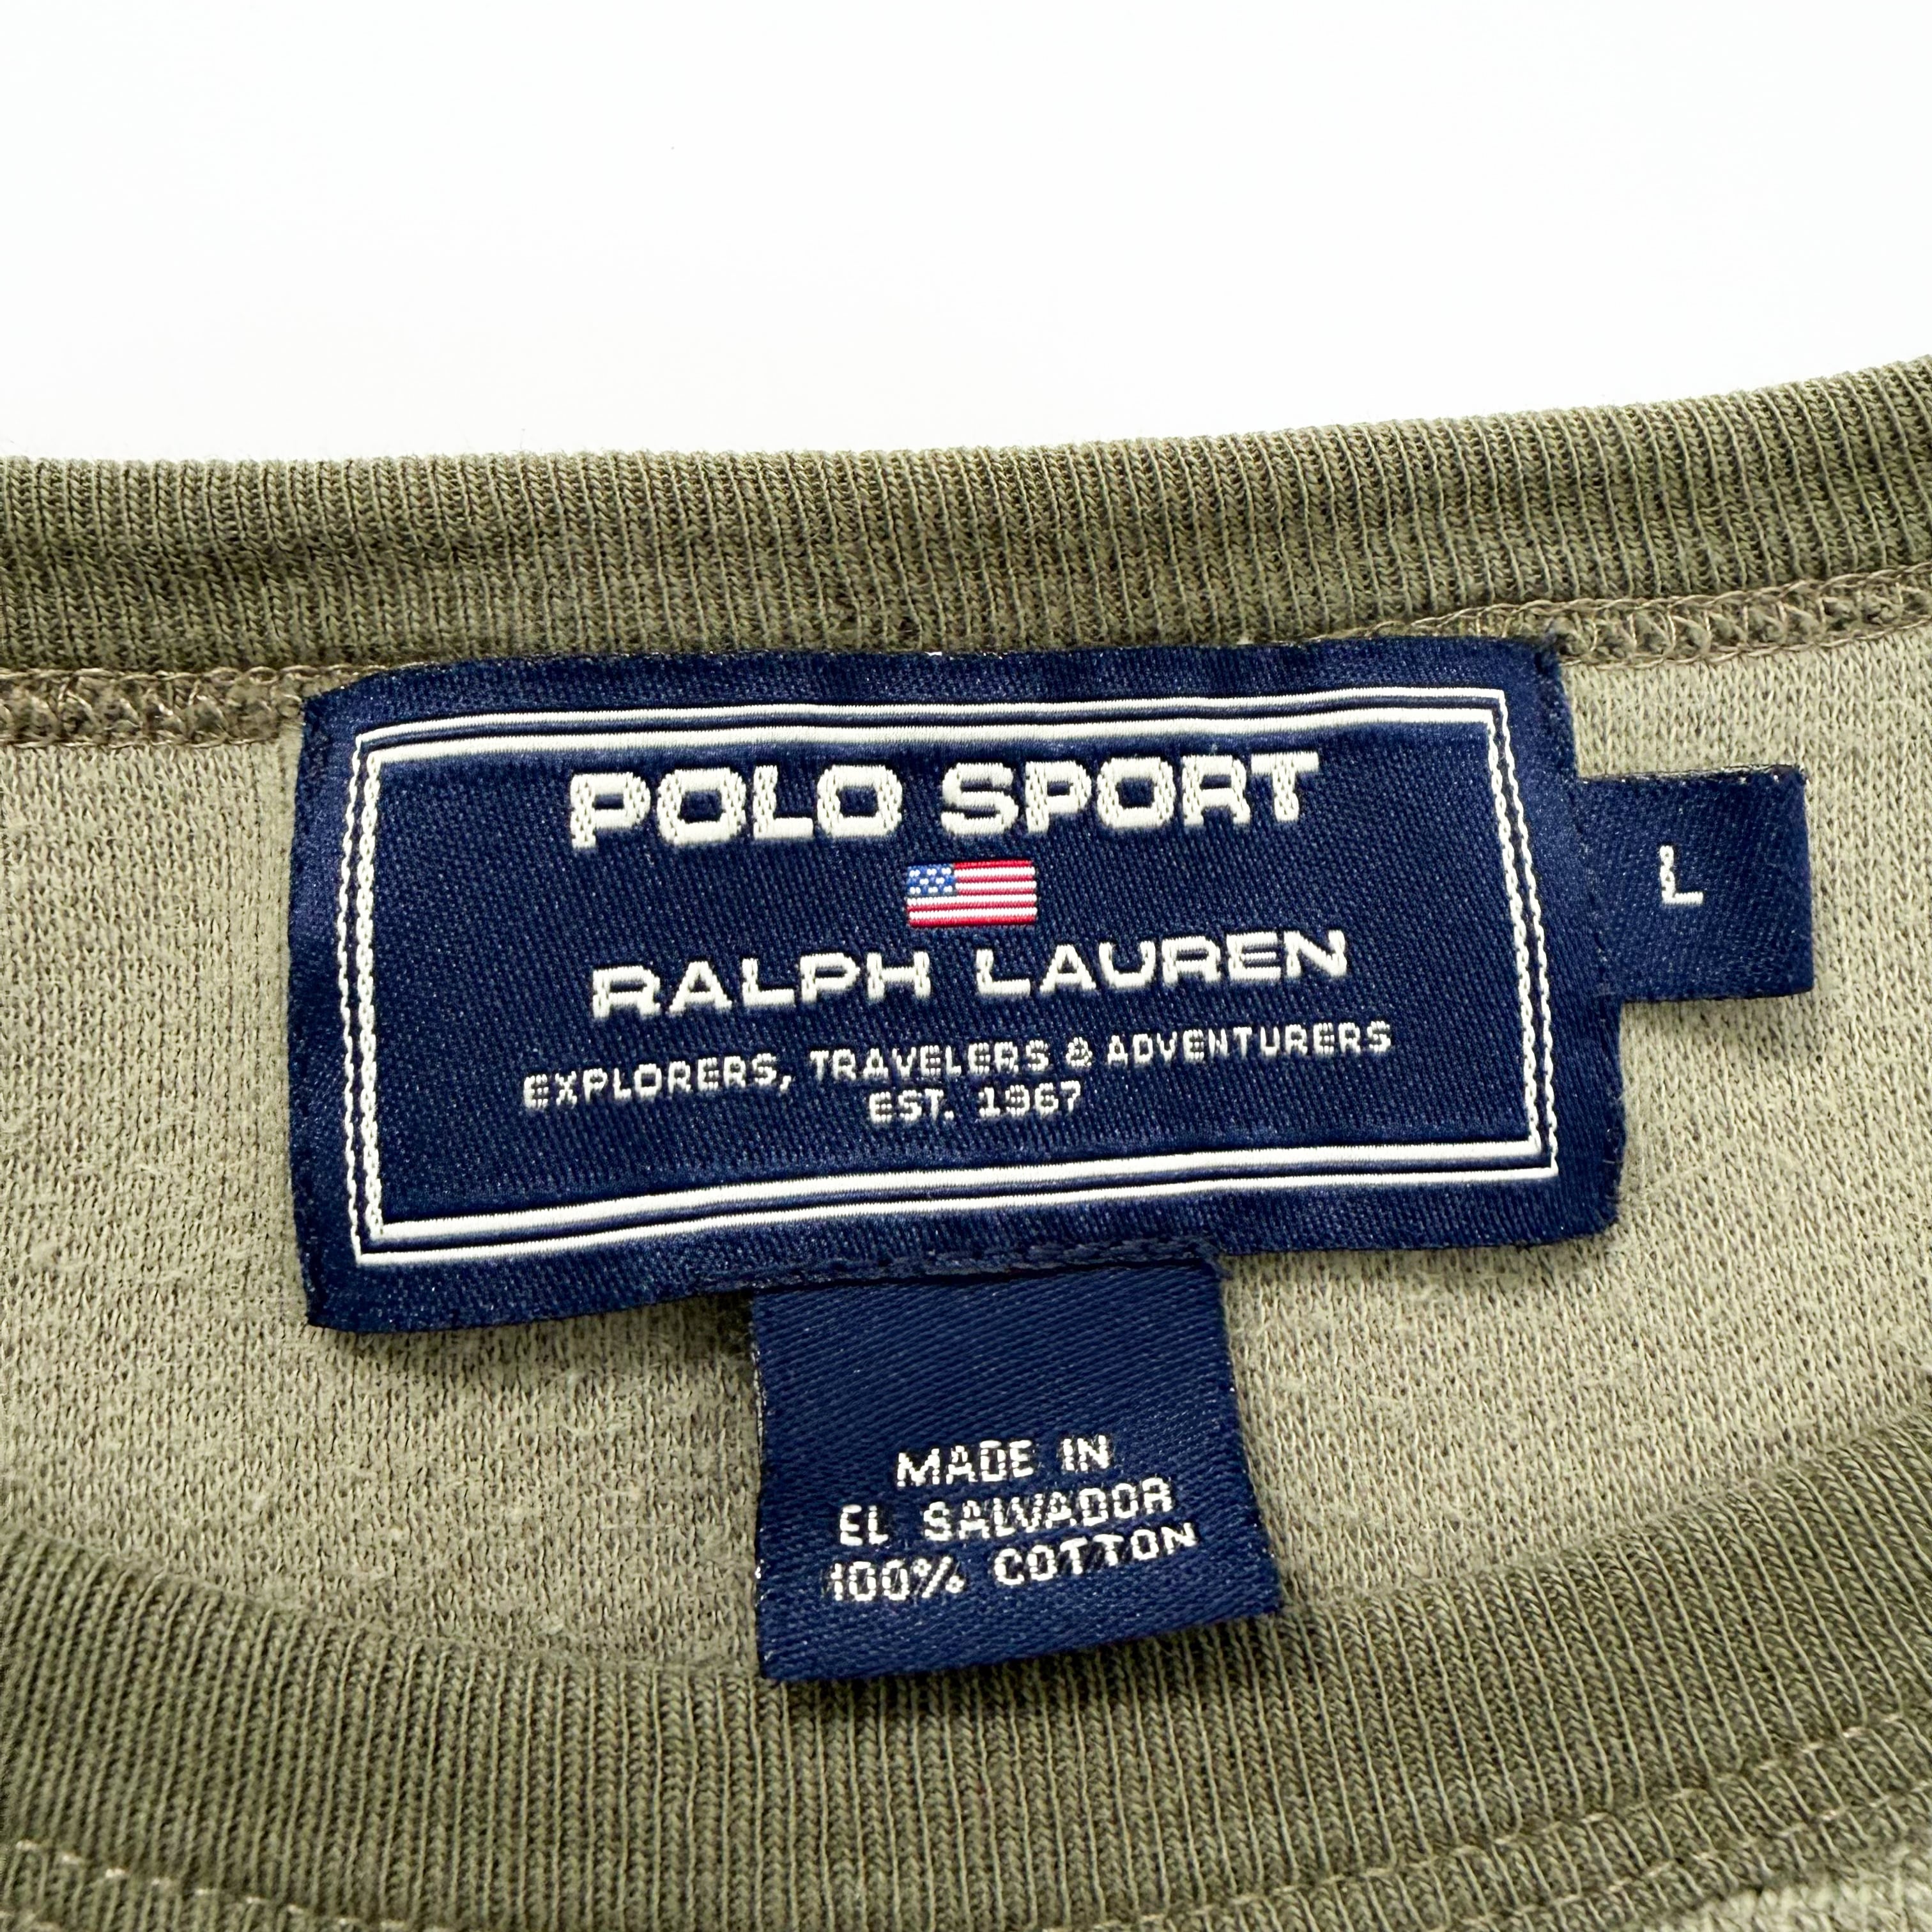 POLO SPORT
RALPH LAUREN
EXPLORERS, TRAVELERS & ADVENTURERS
EST. 1967
L
MADE IN
EL SALVADOR
100% COTTON